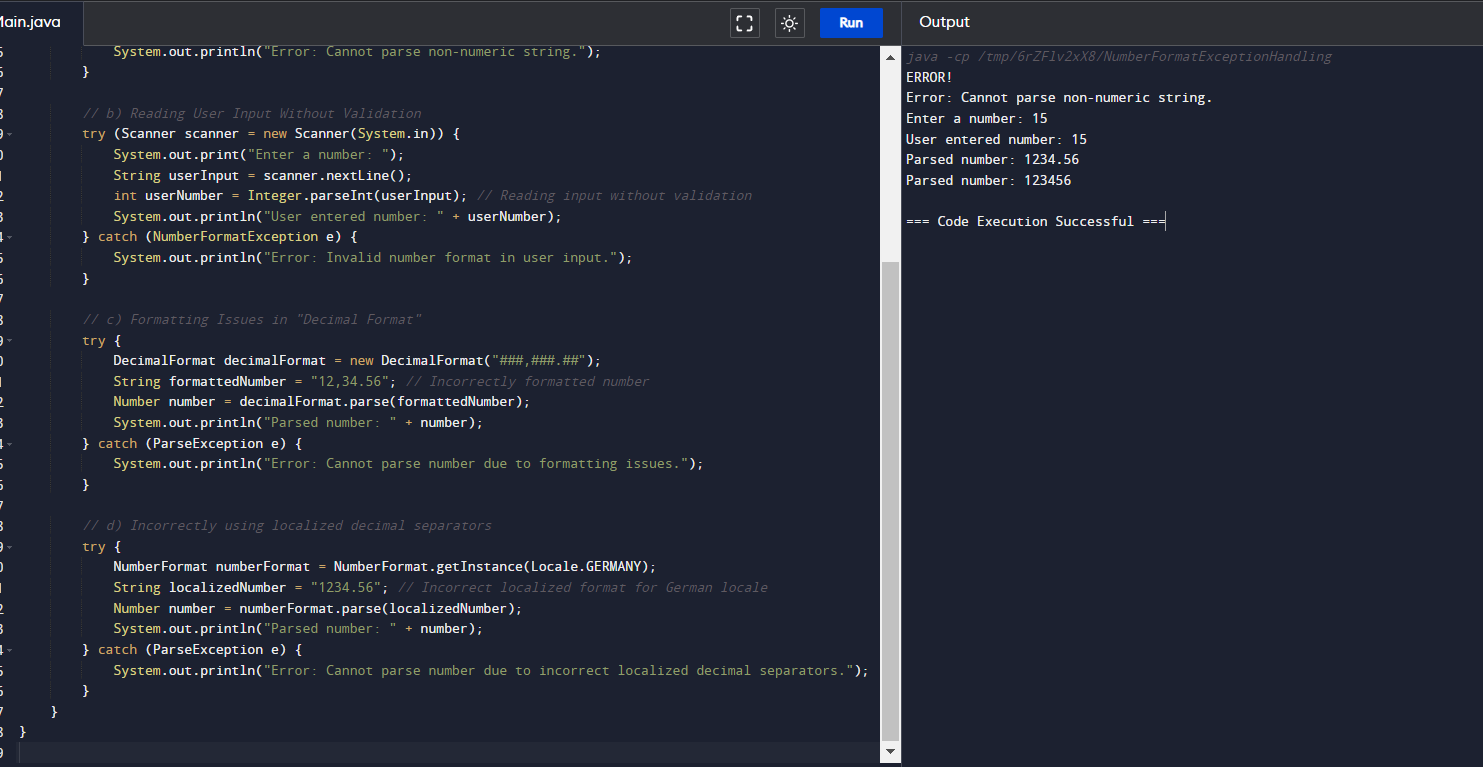 Main.java
Run
Output
System.out.println("Error: Cannot parse non-numeric string.");
}
// b) Reading User Input Without Validation
try (Scanner scanner = new Scanner(System.in)) {
System.out.print("Enter a number: ");
String userInput = scanner.nextLine();
int userNumber = Integer.parseInt(userInput); // Reading input without validation
System.out.println("User entered number: " + userNumber);
} catch (NumberFormatException e) {
System.out.println("Error: Invalid number format in user input.");
}
// c) Formatting Issues in "Decimal Format"
try {
DecimalFormat decimalFormat = new DecimalFormat("###,###.##");
String formattedNumber = "12,34.56"; // Incorrectly formatted number
Number number = decimalFormat.parse(formattedNumber);
System.out.println("Parsed number: " + number);
} catch (ParseException e) {
System.out.println("Error: Cannot parse number due to formatting issues.");
}
// d) Incorrectly using localized decimal separators
try {
NumberFormat numberFormat = NumberFormat.getInstance(Locale.GERMANY);
String localizedNumber = "1234.56"; // Incorrect localized format for German locale
Number number = numberFormat.parse(localizedNumber);
System.out.println("Parsed number: " + number);
} catch (ParseException e) {
System.out.println("Error: Cannot parse number due to incorrect localized decimal separators.");
}
}
}
java -cp /tmp/6rZFlv2xX8/NumberFormatExceptionHandling
ERROR!
Error: Cannot parse non-numeric string.
Enter a number: 15
User entered number: 15
Parsed number: 1234.56
Parsed number: 123456
=== Code Execution Successful ===